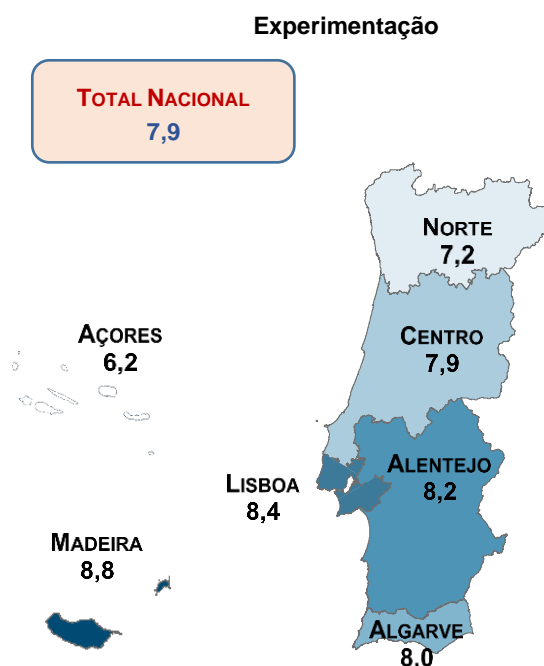 Experimentação
TOTAL NACIONAL
7,9
NORTE
7,2
AÇORES
6,2
CENTRO
7,9
LISBOA
8,4
ALENTEJO
8,2
MADEIRA
8,8
ALGARVE
8,0